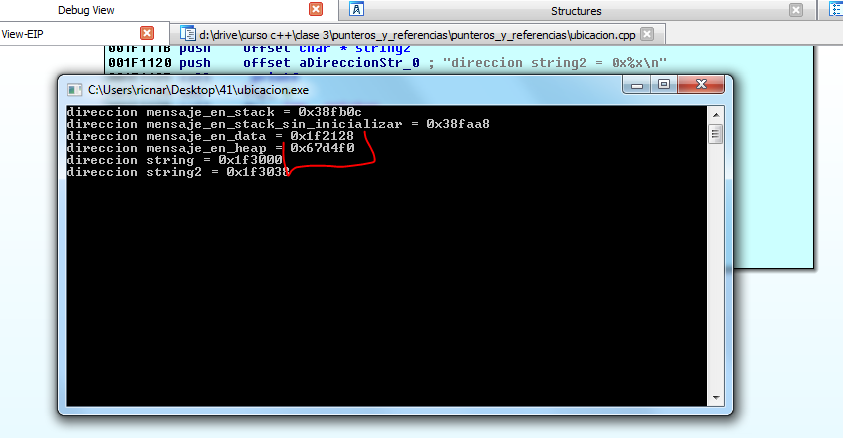 Debug View
Structures
View-EIP
d:\drive\curso c++\clase 3\punteros_y_referencias\punteros_y_referencias\ubicacion.cpp
push offset char * string2
001F1120 push offset aDireccionStr_0 ; "direccion string2 = 0x%x\n"
C:\Users\ricnar\Desktop\41\ubicacion.exe
direccion mensaje_en_stack = 0x38fb0c
direccion mensaje_en_stack_sin_inicializar = 0x38faa8
direccion mensaje_en_data = 0x1f2128
direccion mensaje_en_heap = 0x67d4f0
direccion string = 0x1f3000
direccion string2 = 0x1f3038